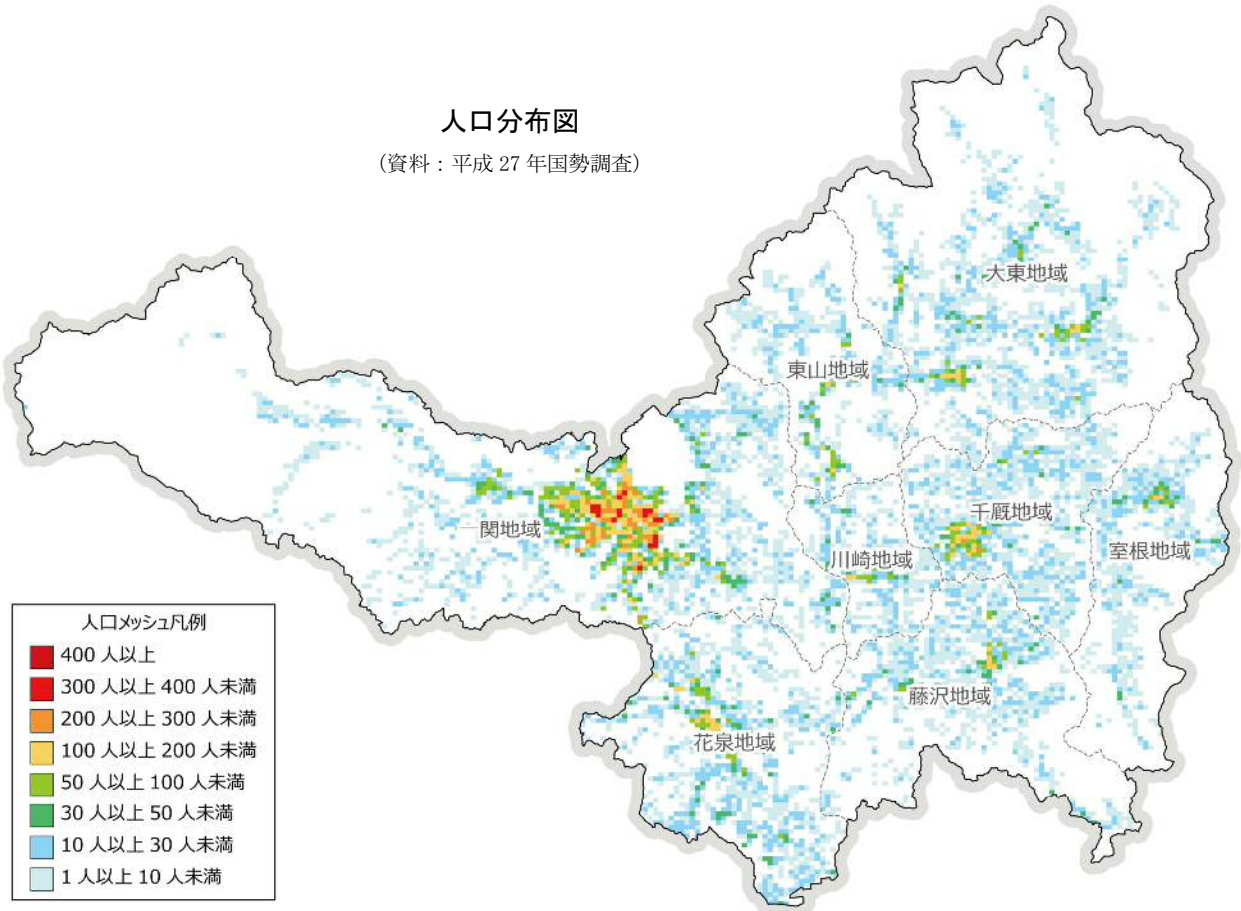 人口分布図
(資料：平成 27 年国勢調査)
大東地域
東山地域
千厩地域
一関地域
室根地域
川崎地域
藤沢地域
花泉地域
人口メッシュ凡例
400 人以上
300 人以上 400 人未満
200 人以上 300 人未満
100 人以上 200 人未満
50 人以上 100 人未満
30 人以上 50 人未満
10 人以上 30 人未満
1 人以上 10 人未満